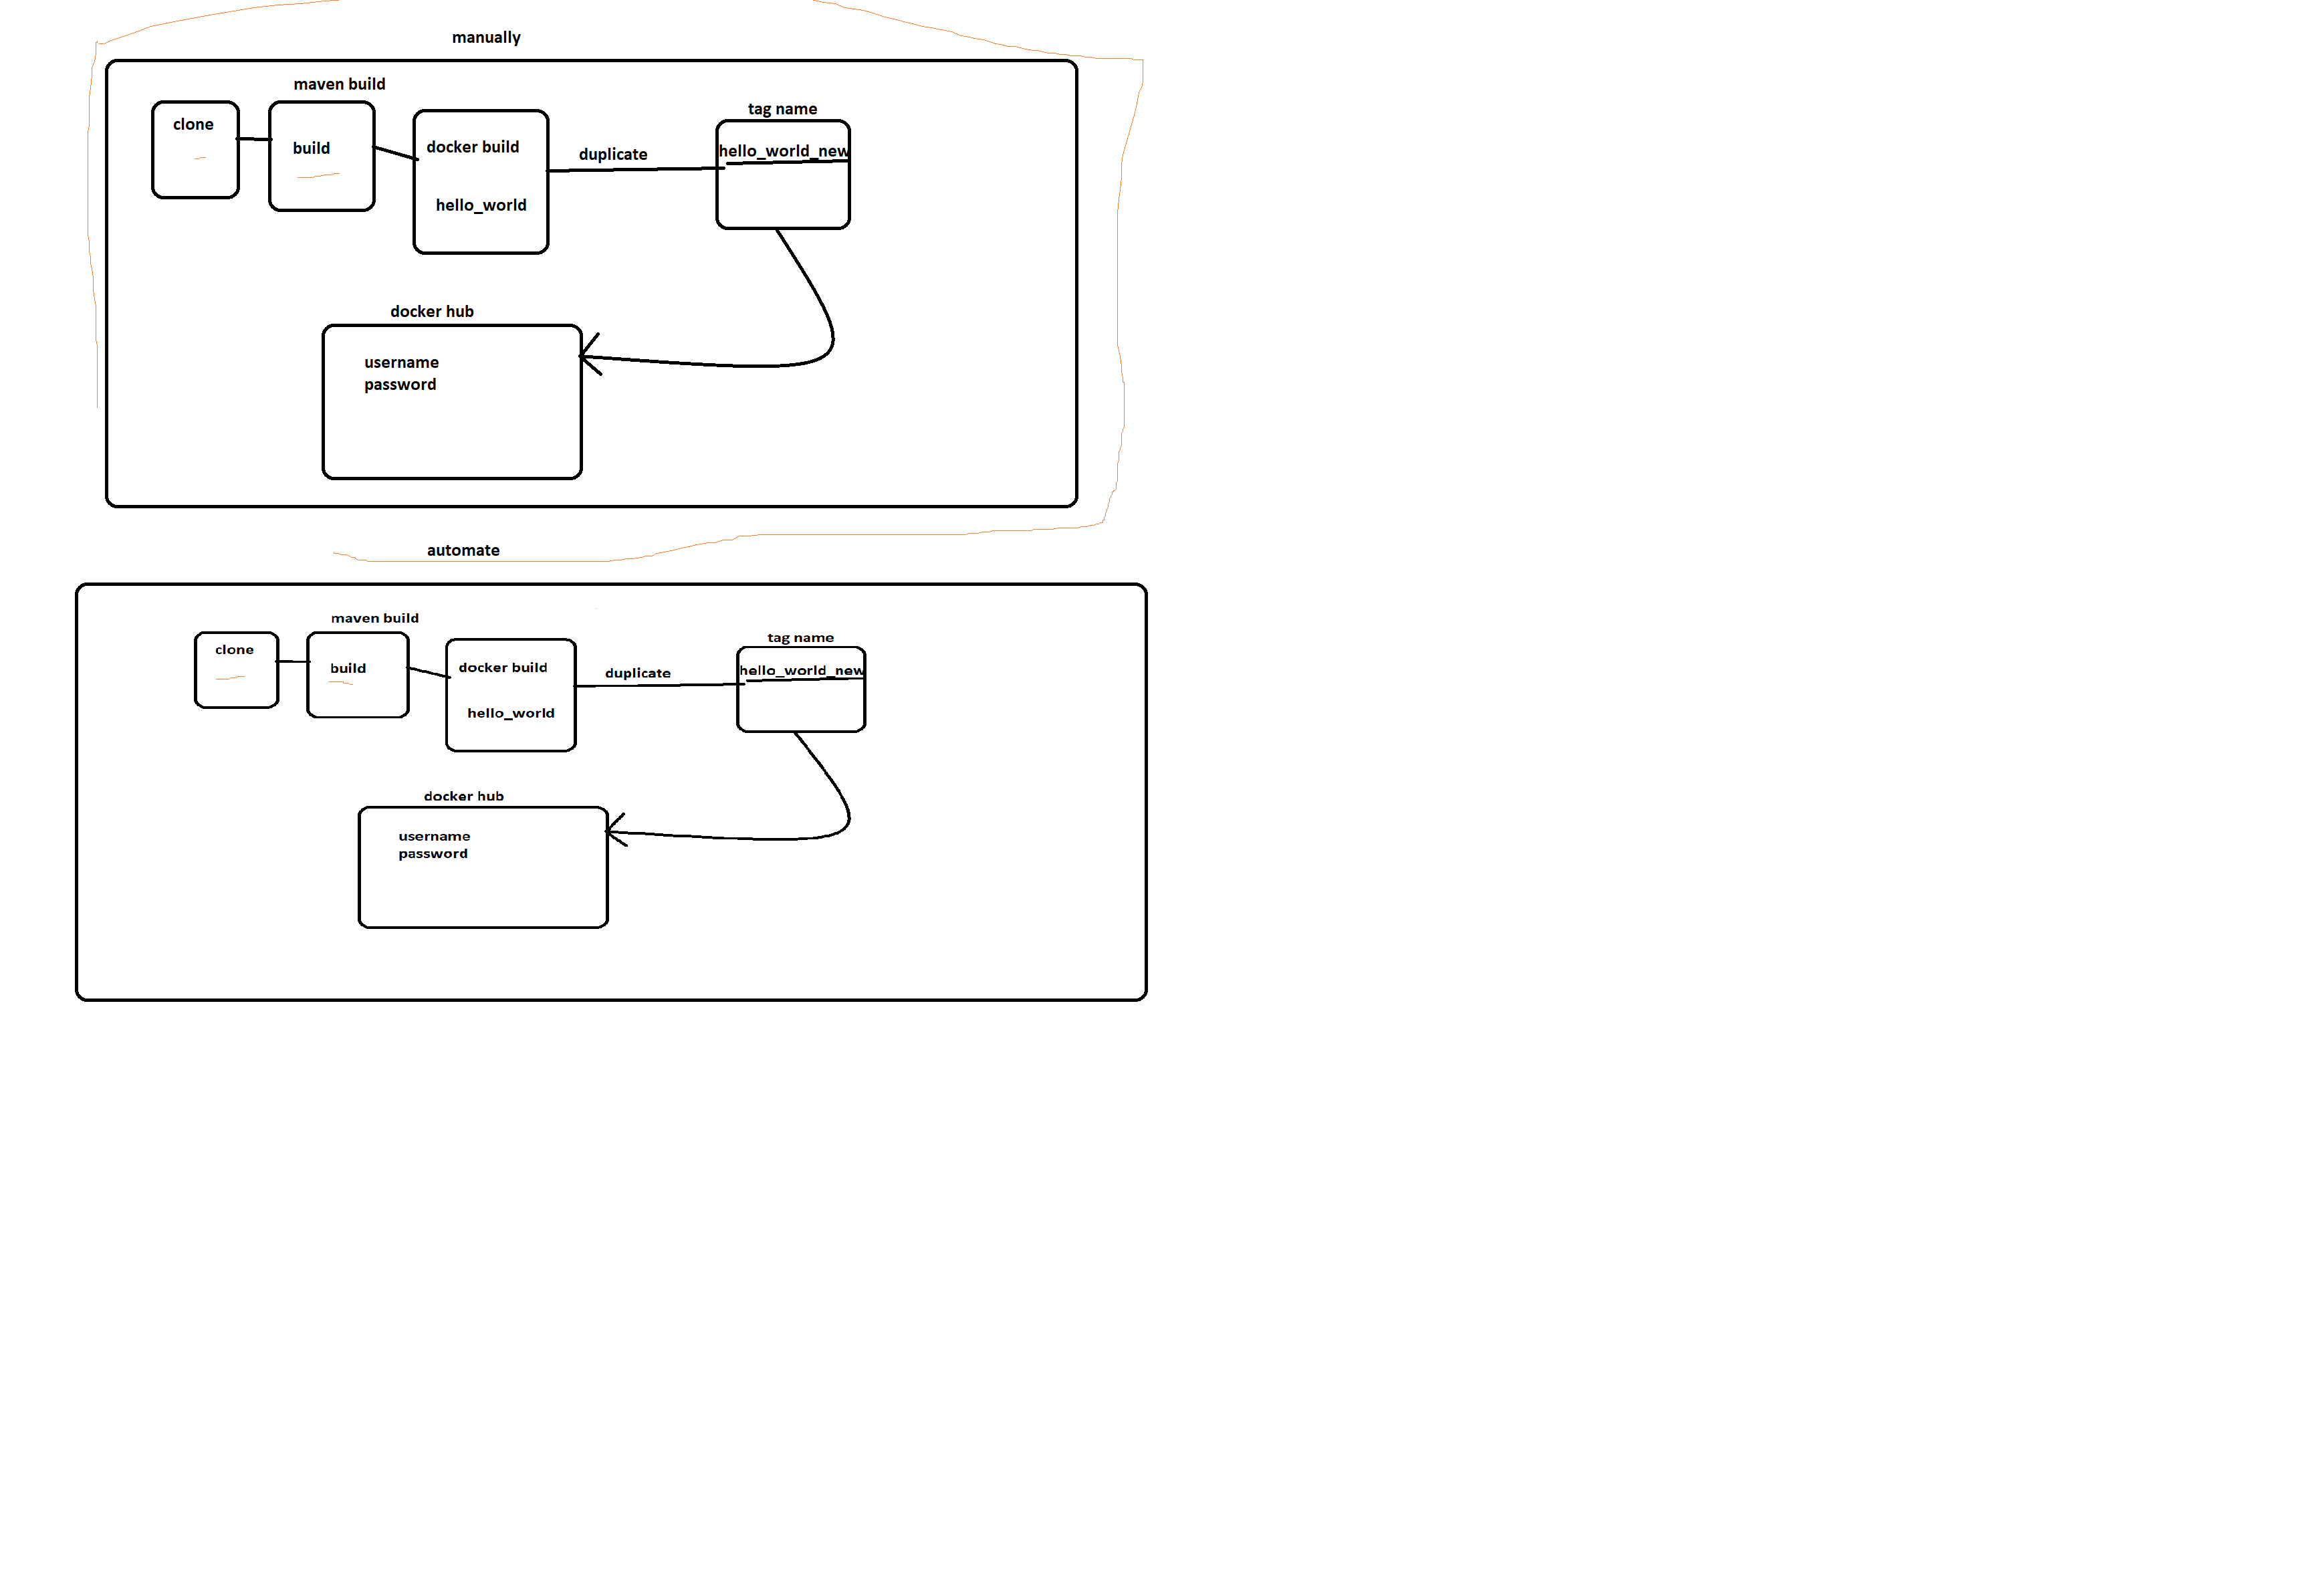 manually
maven build
clone
build
docker build
hello_world
duplicate
tag name
hello_world_new
docker hub
username
password
automate
maven build
clone
build
docker build
hello_world
duplicate
tag name
hello_world_new
docker hub
username
password